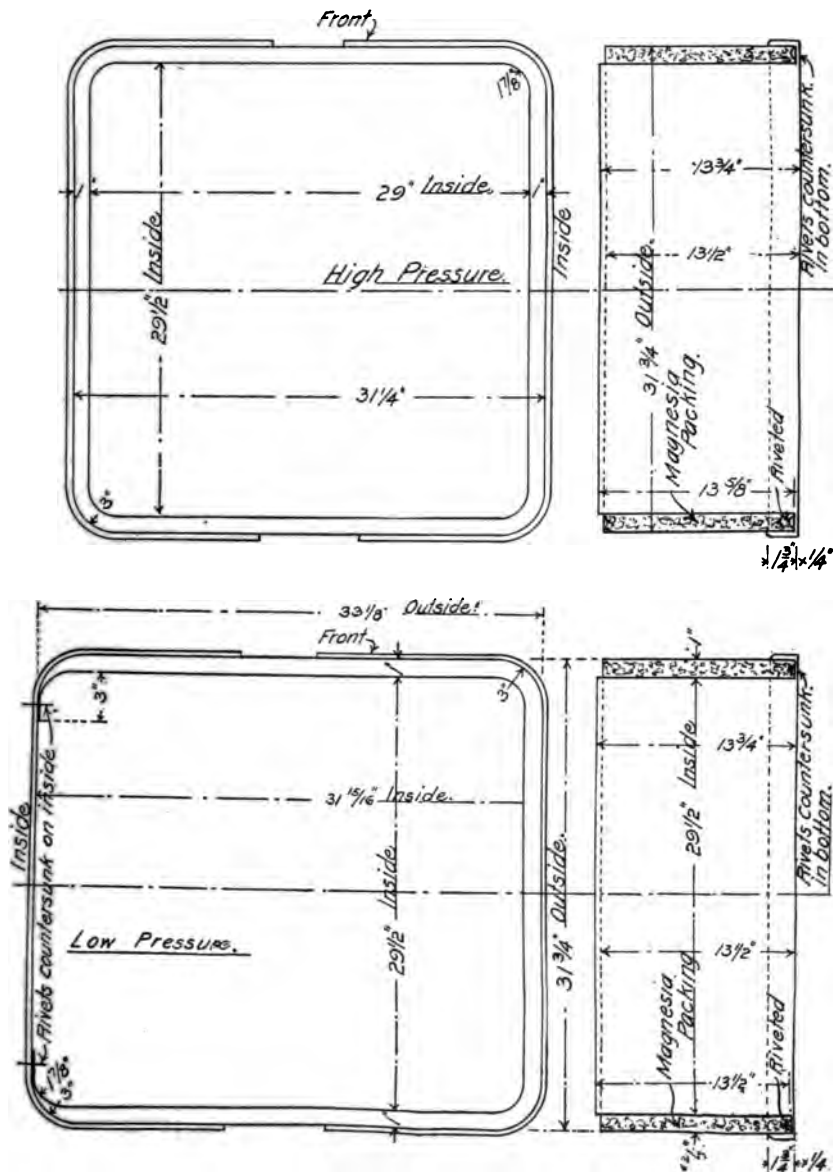 Front
1 7/8"
1"
29" Inside.
1"
29 1/2" Inside
Inside
High Pressure.
31 1/4"
3"
13 3/4"
13 1/2"
31 3/4" Outside.
Magnesia Packing.
13 5/8"
Riveted
Rivets countersunk in bottom.
1 3/4" x 1/4"
33 1/8" Outside.
Front
3"
3"
1"
Inside
Rivets countersunk on inside
31 15/16" Inside.
29 1/2" Inside.
31 3/4" Outside.
Low Pressure.
3"
13 3/4"
29 1/2" Inside
13 1/2"
Magnesia Packing
13 1/2"
Riveted
Rivets countersunk. in bottom.
1 3/4" x 1/4